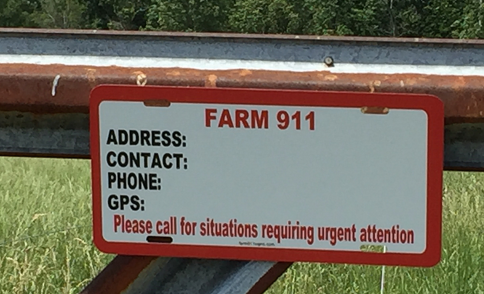 FARM 911
ADDRESS:
CONTACT:
PHONE:
GPS:
Please call for situations requiring urgent attention